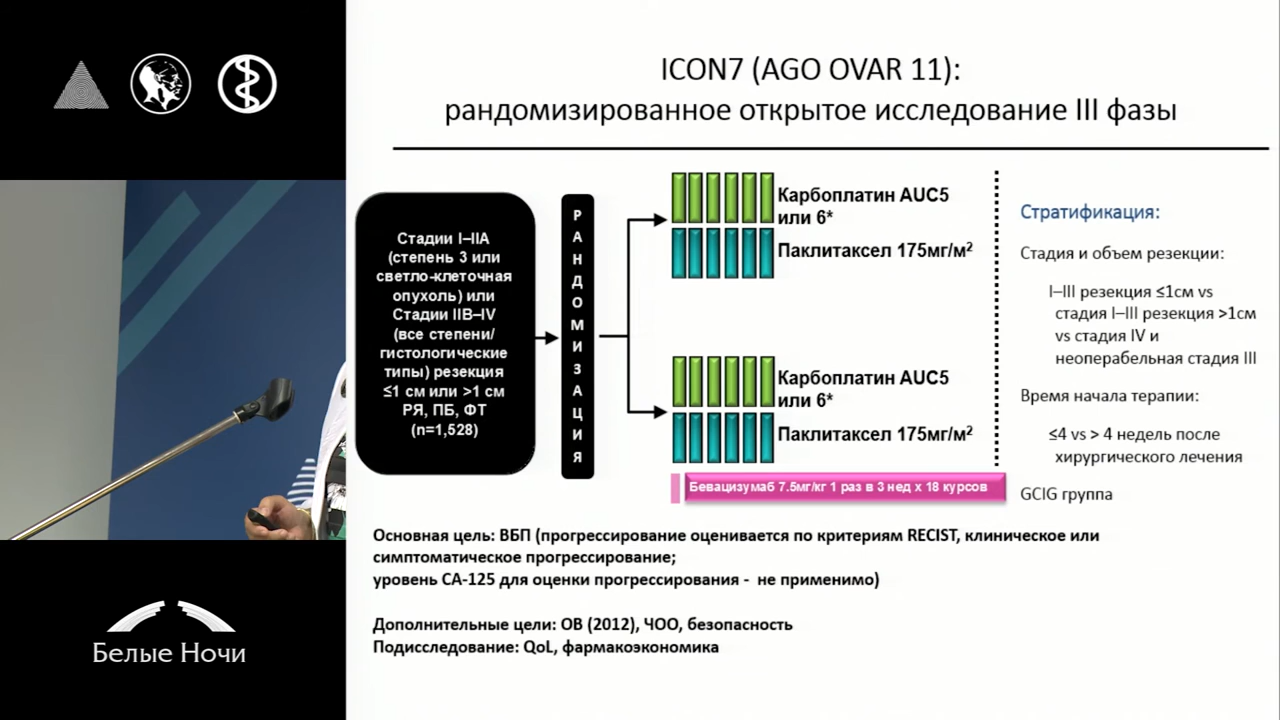 ICON7 (AGO OVAR 11):
рандомизированное открытое исследование III фазы
Стадии I–IIA
(степень 3 или
светло-клеточная
опухоль) или
Стадии IIB–IV
(все степени/
гистологические
типы) резекция
≤1 см или >1 см
РЯ, ПБ, ФТ
(n=1,528)
РАНДОМИЗАЦИЯ
Карбоплатин AUC5
или 6*
Паклитаксел 175мг/м²
Карбоплатин AUC5
или 6*
Паклитаксел 175мг/м²
Бевацизумаб 7.5мг/кг 1 раз в 3 нед х 18 курсов
Стратификация:
Стадия и объем резекции:
I–III резекция ≤1см vs
стадия I–III резекция >1см
vs стадия IV и
неоперабельная стадия III
Время начала терапии:
≤4 vs > 4 недель после
хирургического лечения
GCIG группа
Основная цель: ВБП (прогрессирование оценивается по критериям RECIST, клиническое или
симптоматическое прогрессирование;
уровень СА-125 для оценки прогрессирования - не применимо)
Дополнительные цели: ОВ (2012), ЧОО, безопасность
Подисследование: QoL, фармакоэкономика
Белые Ночи